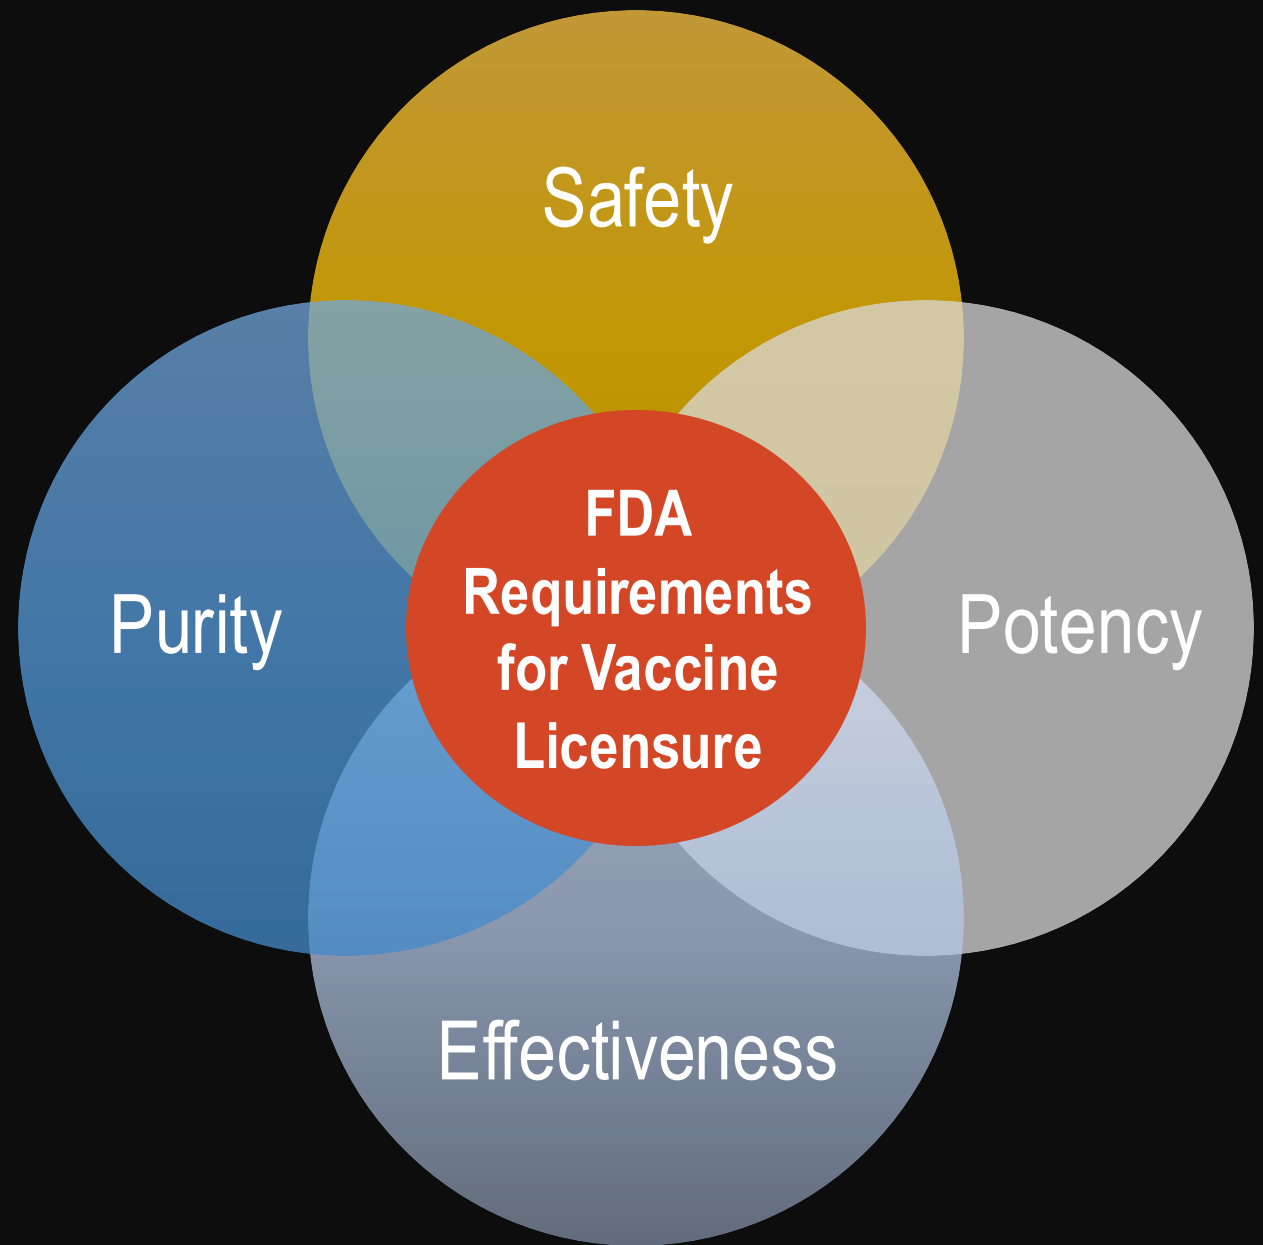 Safety
Purity
FDA
Requirements
for Vaccine
Licensure
Potency
Effectiveness